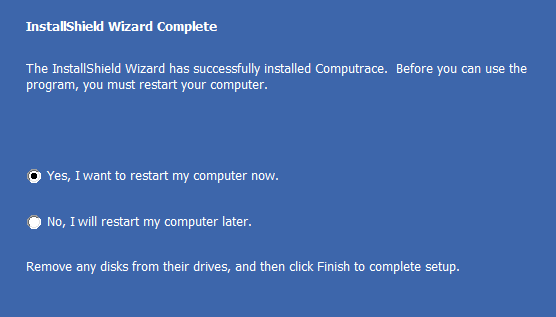 InstallShield Wizard Complete
The InstallShield Wizard has successfully installed Computrace.  Before you can use the
program, you must restart your computer.
Yes, I want to restart my computer now.
No, I will restart my computer later.
Remove any disks from their drives, and then click Finish to complete setup.